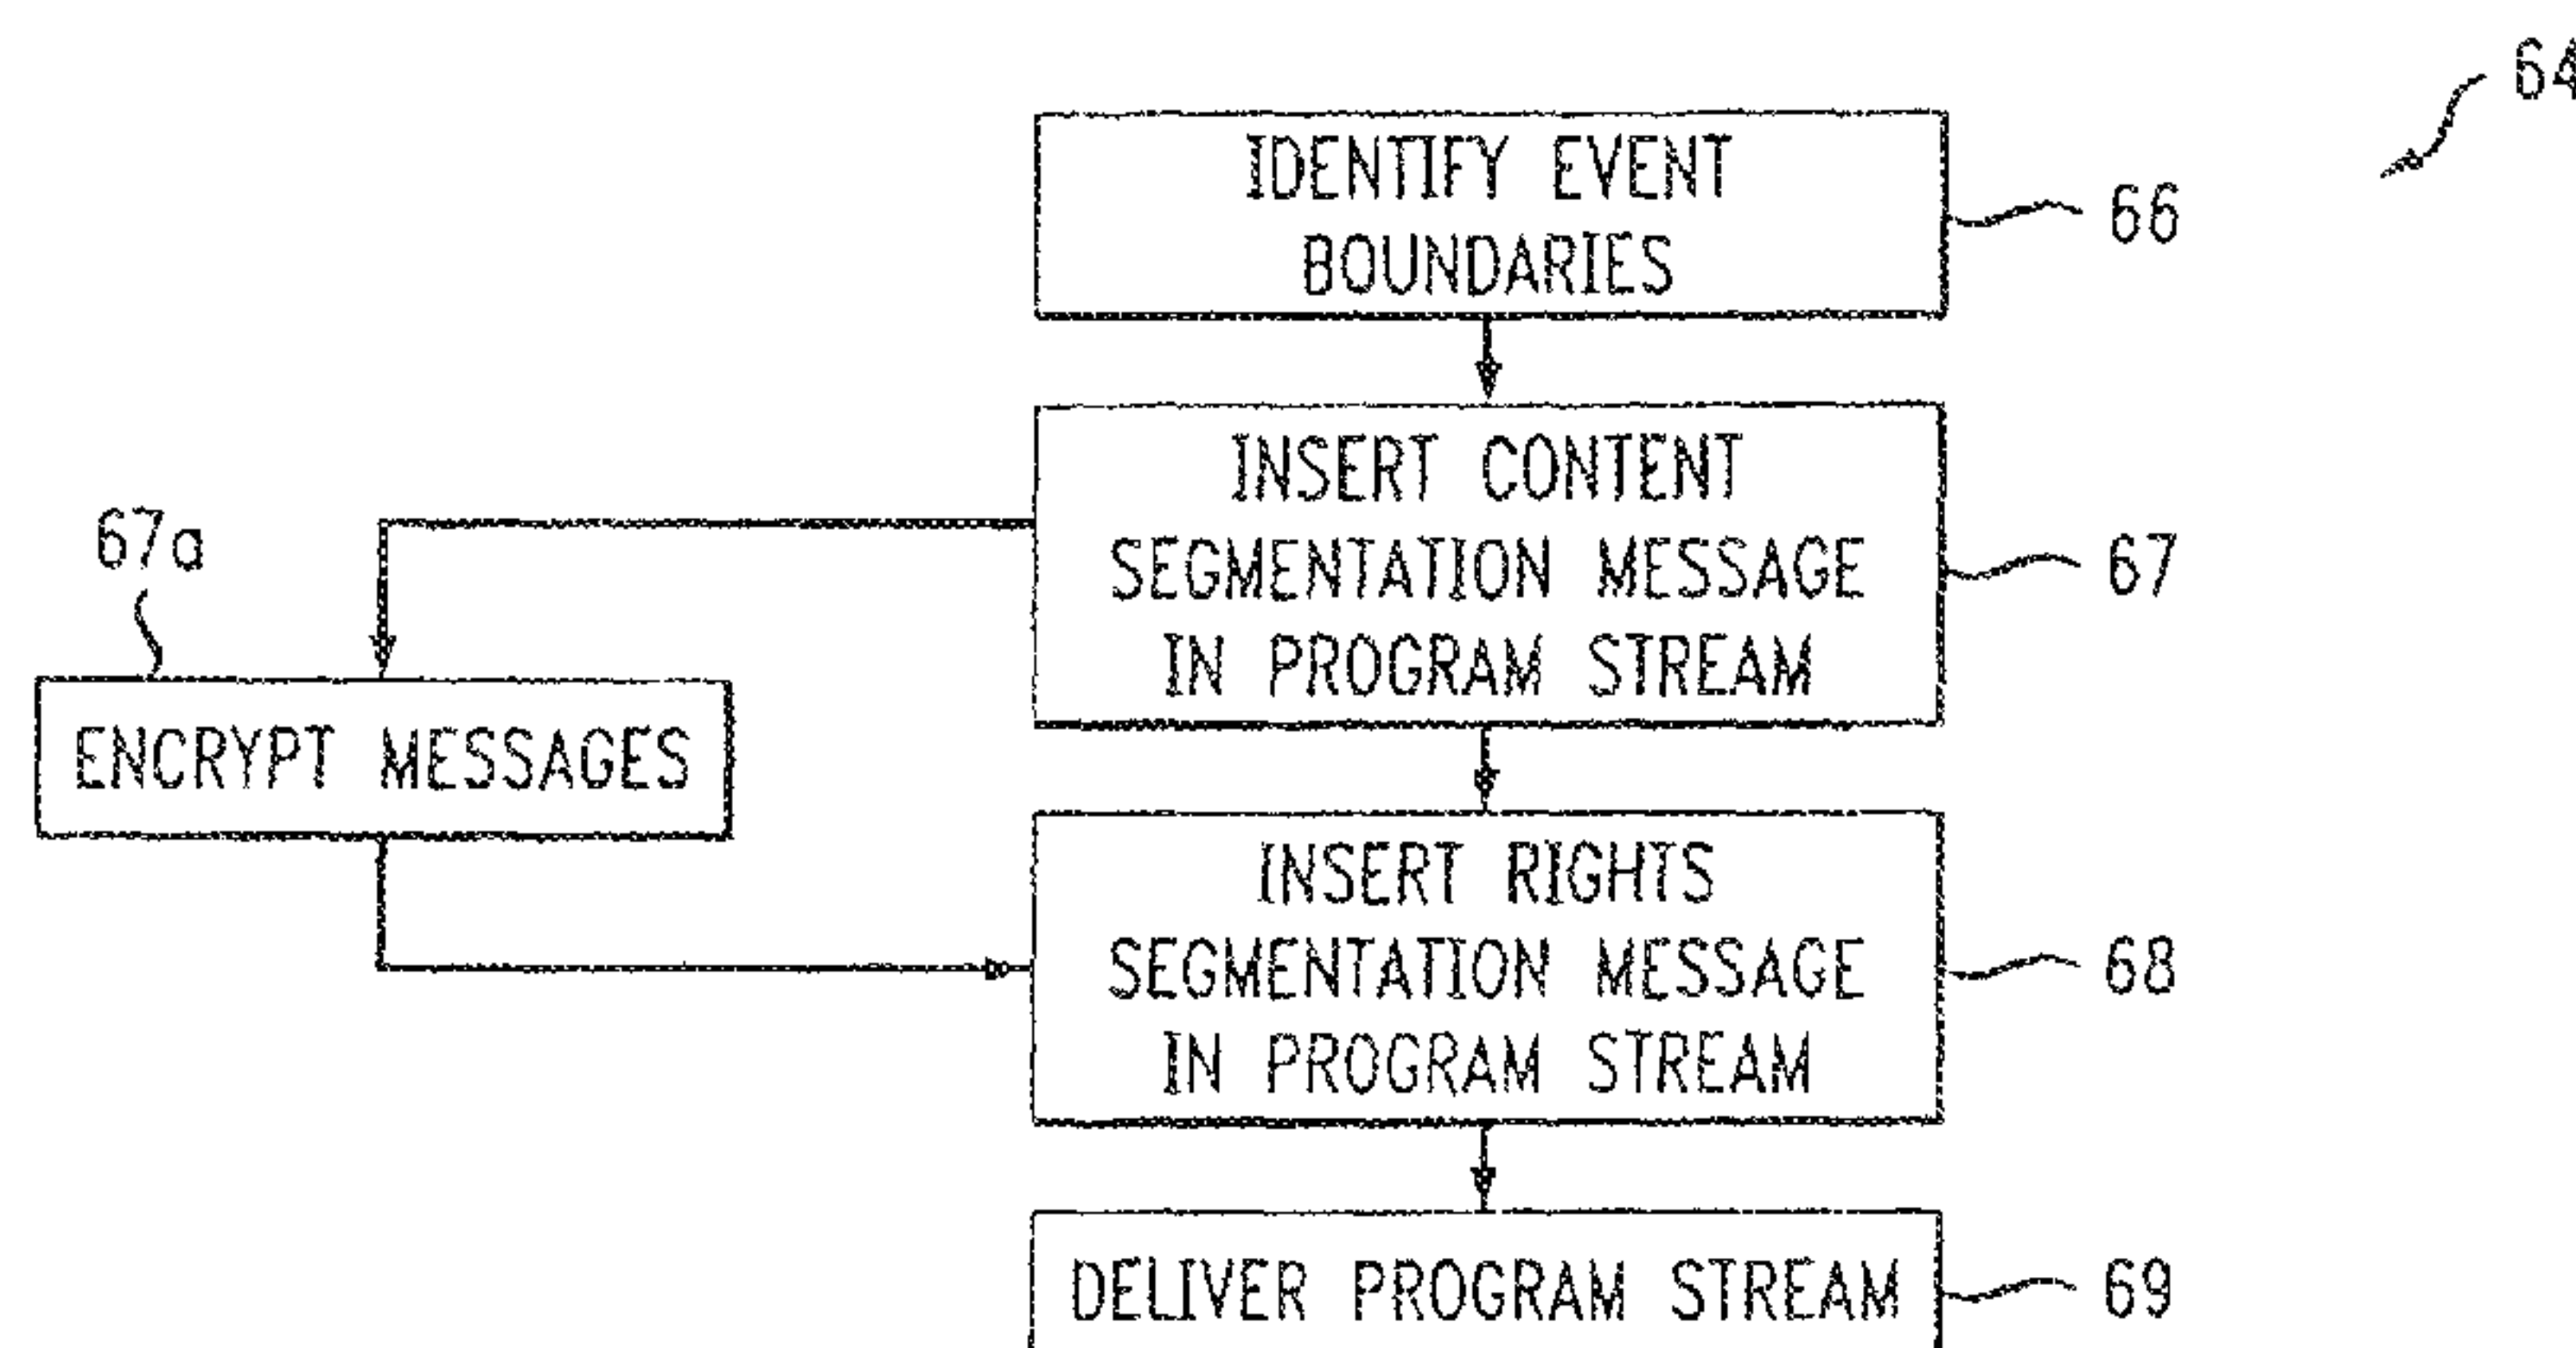 64
IDENTIFY EVENT
BOUNDARIES
66
INSERT CONTENT
SEGMENTATION MESSAGE
IN PROGRAM STREAM
67
67a
ENCRYPT MESSAGES
INSERT RIGHTS
SEGMENTATION MESSAGE
IN PROGRAM STREAM
68
DELIVER PROGRAM STREAM
69